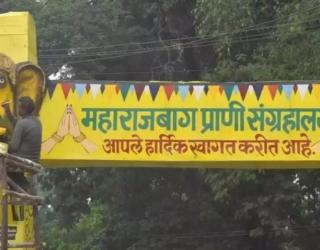 महाराजबाग प्राणी संग्रहालय
आपले हार्दिक स्वागत करीत आहे.